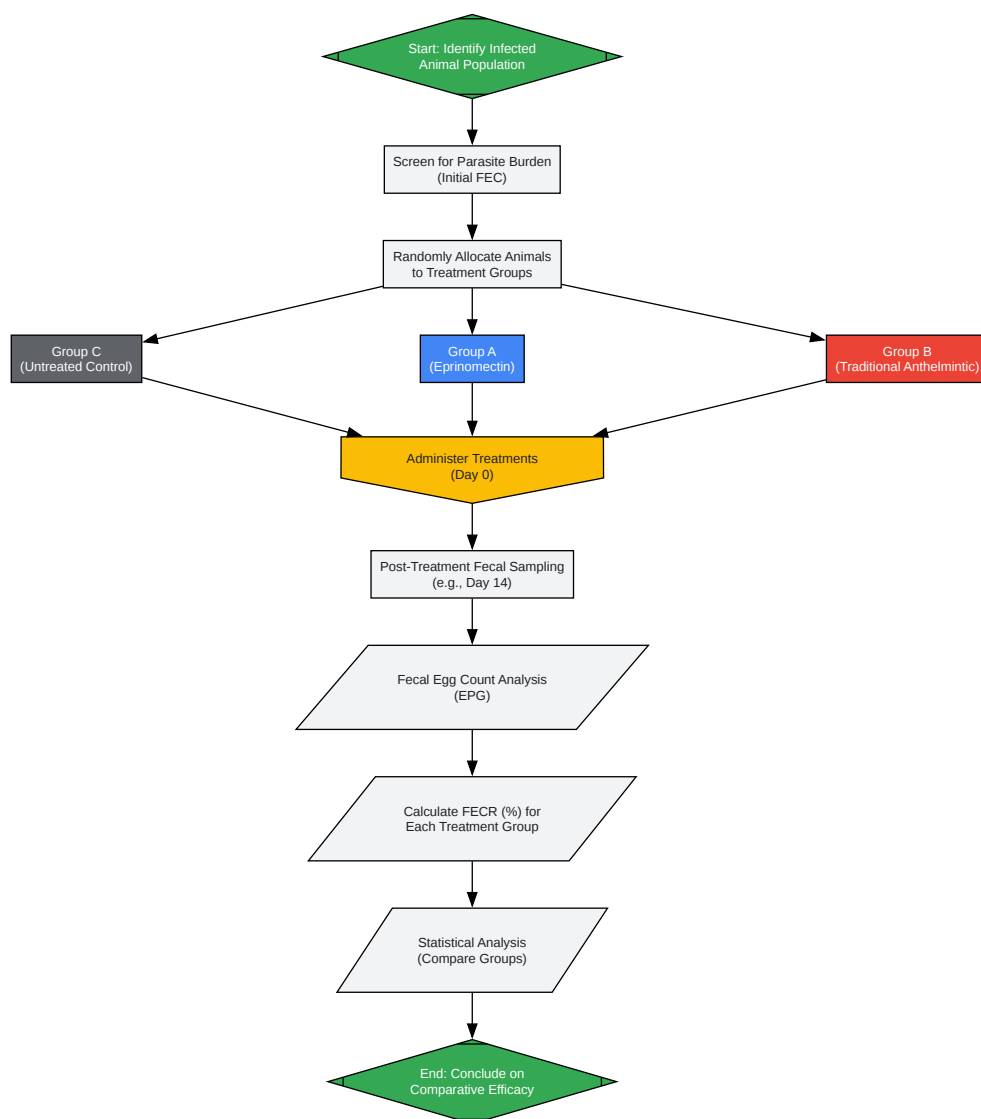 Start: Identify Infected
Animal Population
Screen for Parasite Burden
(Initial FEC)
Randomly Allocate Animals
to Treatment Groups
Group C
(Untreated Control)
Group A
(Eprinomectin)
Group B
(Traditional Anthelmintic)
Administer Treatments
(Day 0)
Post-Treatment Fecal Sampling
(e.g., Day 14)
Fecal Egg Count Analysis
(EPG)
Calculate FECR (%) for
Each Treatment Group
Statistical Analysis
(Compare Groups)
End: Conclude on
Comparative Efficacy